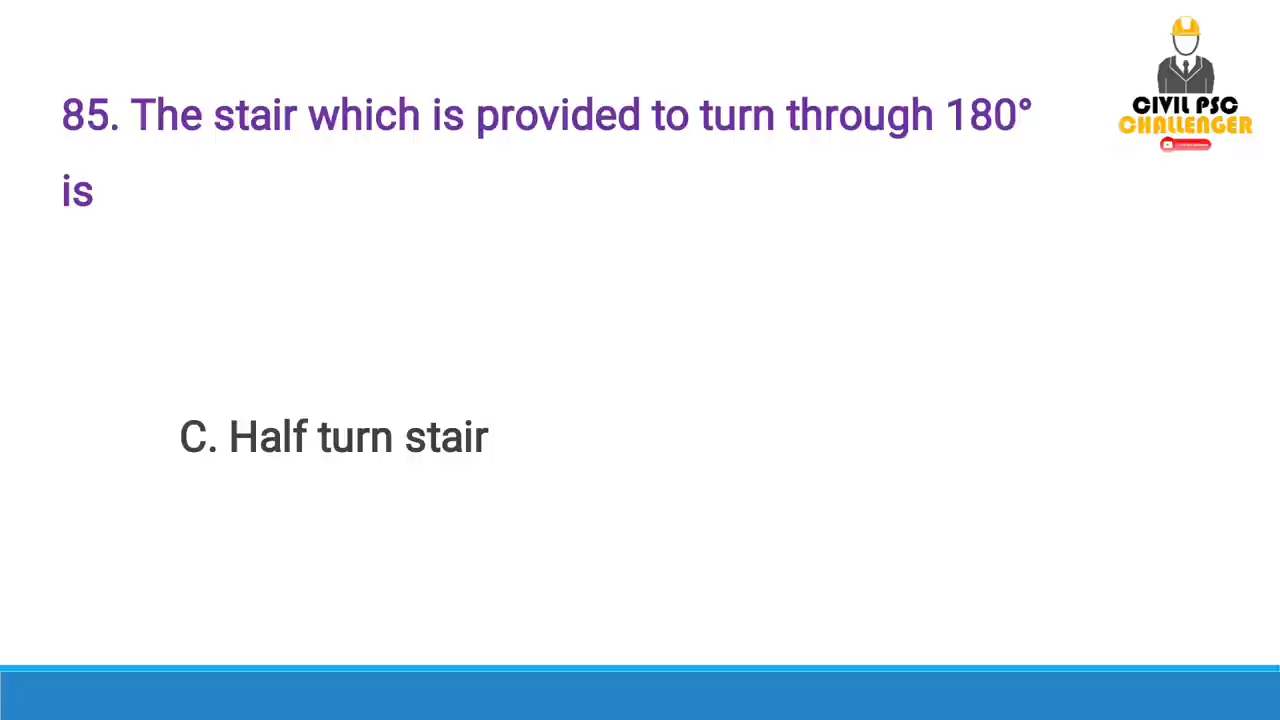 85. The stair which is provided to turn through 180°
is
C. Half turn stair
CIVIL PSC
CHALLENGER